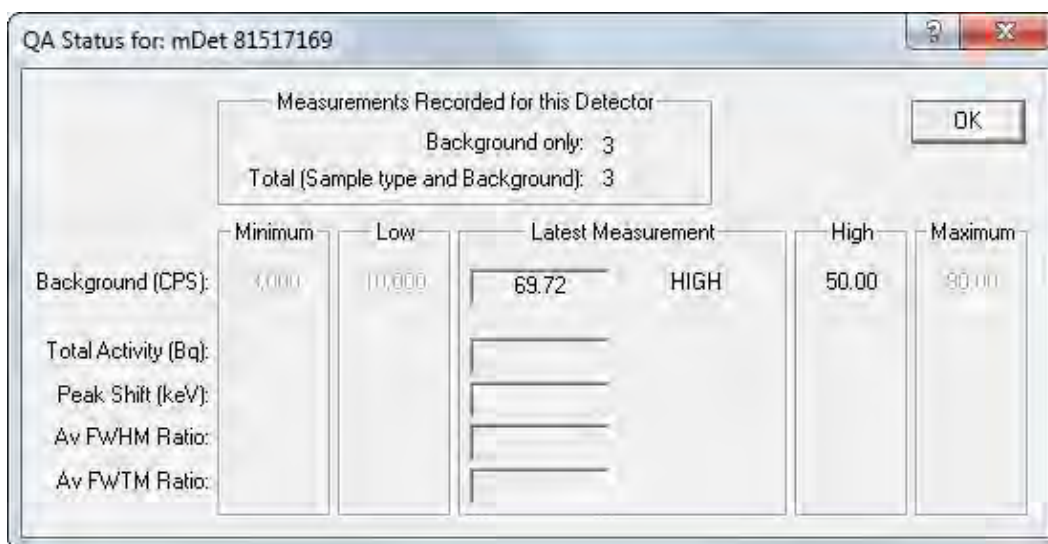 QA Status for: mDet 81517169
Measurements Recorded for this Detector
Background only: 3
Total (Sample type and Background): 3
OK
Minimum Low Latest Measurement High Maximum
Background (CPS): 69.72 HIGH 50.00
Total Activity (Bq):
Peak Shift (keV):
Av FWHM Ratio:
Av FWTM Ratio: